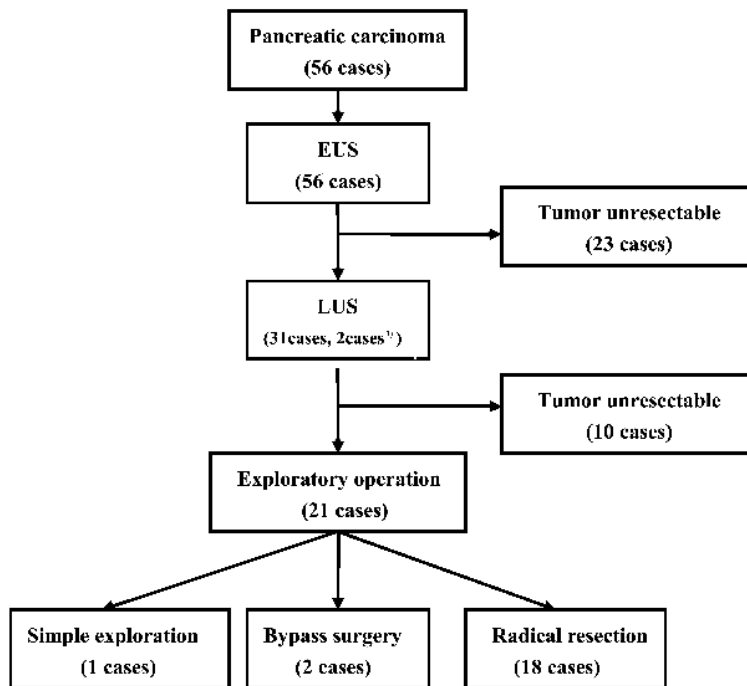 Pancreatic carcinoma
(56 cases)
EUS
(56 cases)
Tumor unresectable
(23 cases)
LUS
(31cases, 2cases¹⁾)
Tumor unresectable
(10 cases)
Exploratory operation
(21 cases)
Simple exploration
(1 cases)
Bypass surgery
(2 cases)
Radical resection
(18 cases)